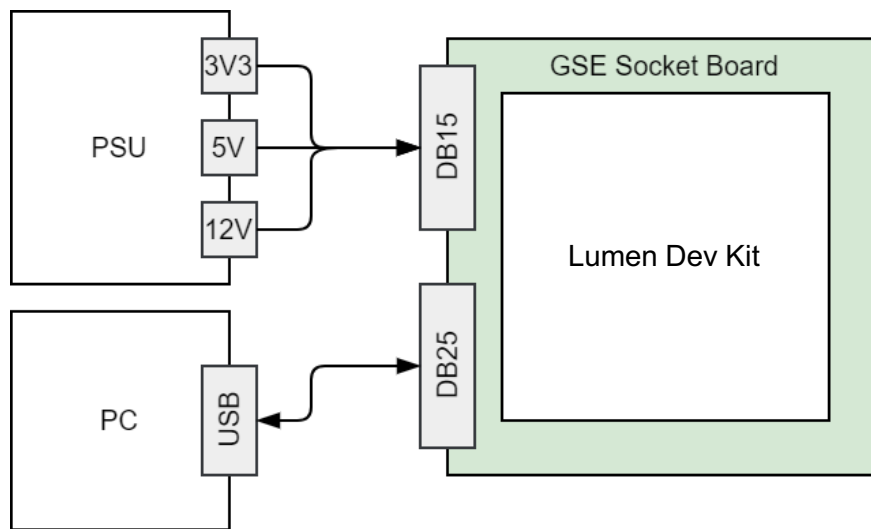 3V3
PSU
5V
12V
DB15
GSE Socket Board
Lumen Dev Kit
PC
USB
DB25